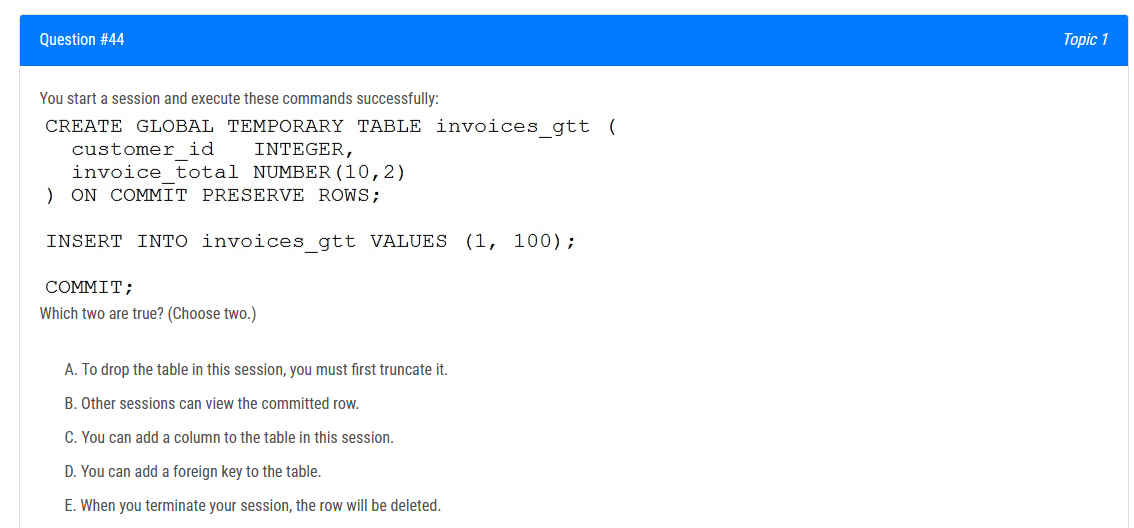 Question #44
Topic 1
You start a session and execute these commands successfully:
CREATE GLOBAL TEMPORARY TABLE invoices_gtt (
customer_id INTEGER,
invoice_total NUMBER(10,2)
) ON COMMIT PRESERVE ROWS;
INSERT INTO invoices_gtt VALUES (1, 100);
COMMIT;
Which two are true? (Choose two.)
A. To drop the table in this session, you must first truncate it.
B. Other sessions can view the committed row.
C. You can add a column to the table in this session.
D. You can add a foreign key to the table.
E. When you terminate your session, the row will be deleted.